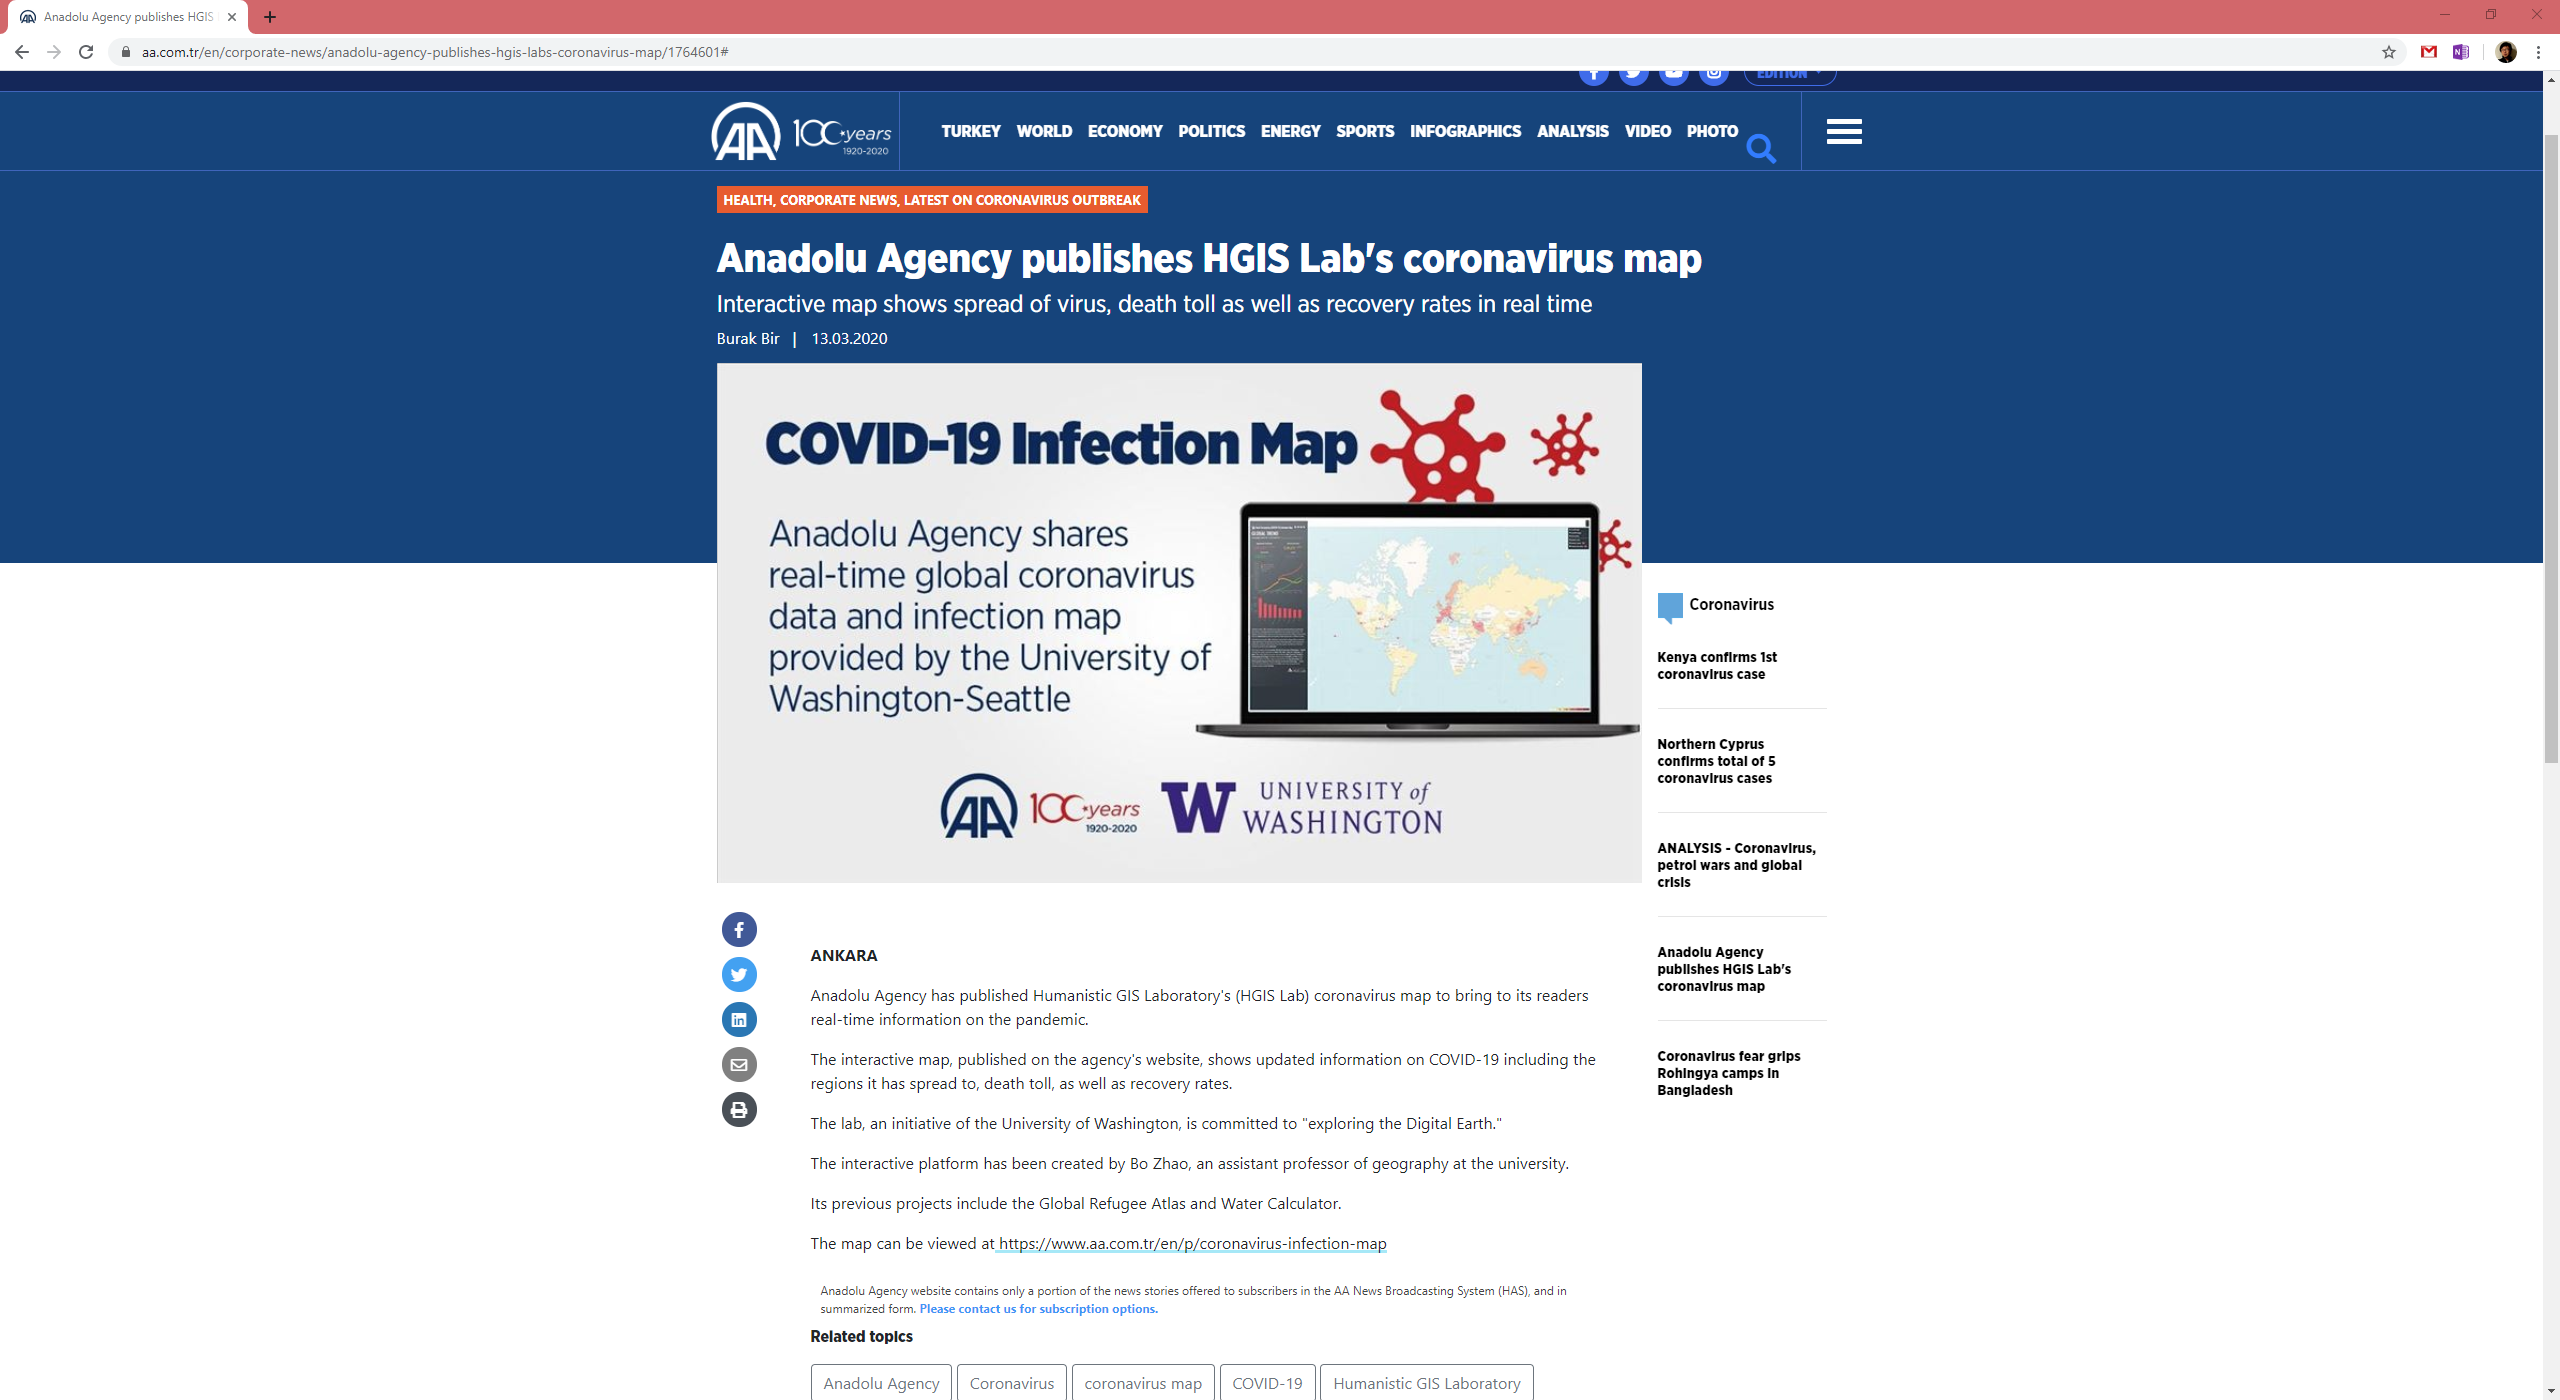 Anadolu Agency publishes HGIS
aa.com.tr/en/corporate-news/anadolu-agency-publishes-hgis-labs-coronavirus-map/1764601#
EDITION
AA 100 years
1920-2020
TURKEY WORLD ECONOMY POLITICS ENERGY SPORTS INFOGRAPHICS ANALYSIS VIDEO PHOTO
HEALTH, CORPORATE NEWS, LATEST ON CORONAVIRUS OUTBREAK
Anadolu Agency publishes HGIS Lab's coronavirus map
Interactive map shows spread of virus, death toll as well as recovery rates in real time
Burak Bir | 13.03.2020
COVID-19 Infection Map
Anadolu Agency shares
real-time global coronavirus
data and infection map
provided by the University of
Washington-Seattle
AA 100 years
1920-2020
W UNIVERSITY of
WASHINGTON
Coronavirus
Kenya confirms 1st
coronavirus case
Northern Cyprus
confirms total of 5
coronavirus cases
ANALYSIS - Coronavirus,
petrol wars and global
crisis
Anadolu Agency
publishes HGIS Lab's
coronavirus map
Coronavirus fear grips
Rohingya camps in
Bangladesh
ANKARA
Anadolu Agency has published Humanistic GIS Laboratory's (HGIS Lab) coronavirus map to bring to its readers
real-time information on the pandemic.
The interactive map, published on the agency's website, shows updated information on COVID-19 including the
regions it has spread to, death toll, as well as recovery rates.
The lab, an initiative of the University of Washington, is committed to "exploring the Digital Earth."
The interactive platform has been created by Bo Zhao, an assistant professor of geography at the university.
Its previous projects include the Global Refugee Atlas and Water Calculator.
The map can be viewed at https://www.aa.com.tr/en/p/coronavirus-infection-map
Anadolu Agency website contains only a portion of the news stories offered to subscribers in the AA News Broadcasting System (HAS), and in
summarized form. Please contact us for subscription options.
Related topics
Anadolu Agency Coronavirus coronavirus map COVID-19 Humanistic GIS Laboratory